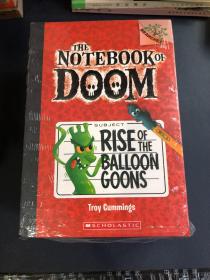 THE
NOTEBOOK OF
DOOM
SUBJECT
RISE OF THE
BALLOON
GOONS
Troy Cummings
SCHOLASTIC